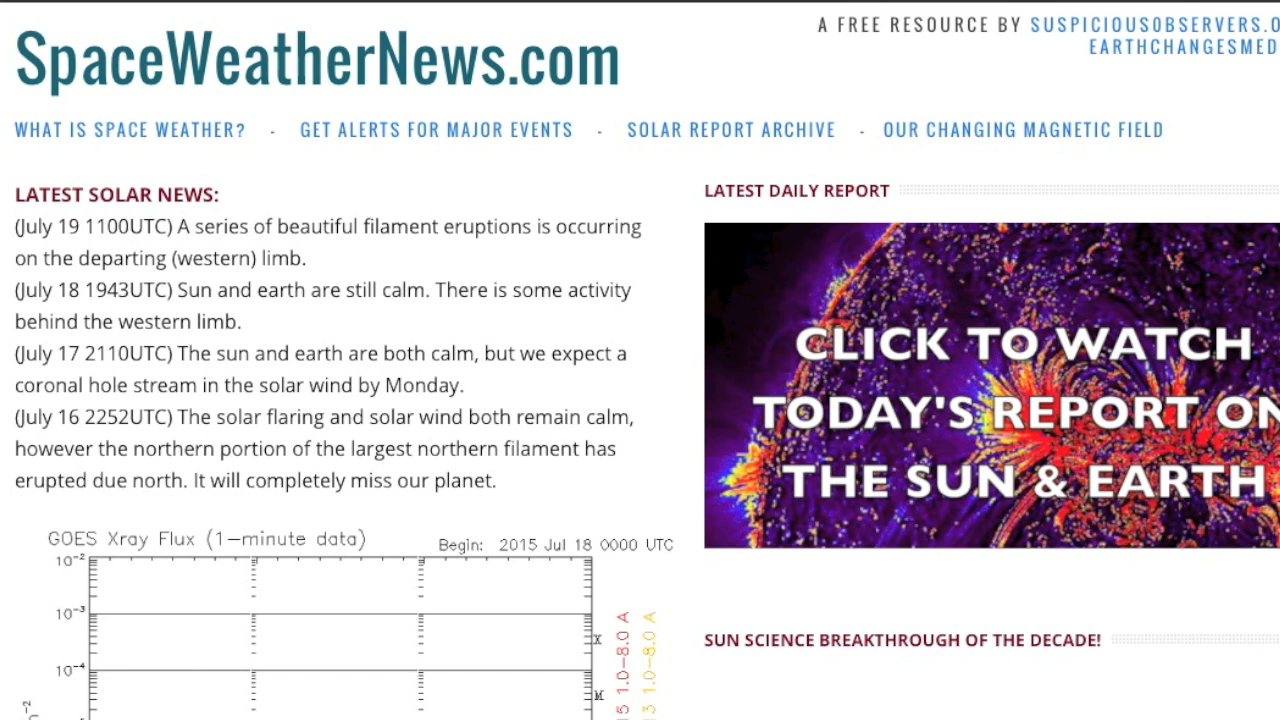 SpaceWeatherNews.com
A FREE RESOURCE BY SUSPICIOUSOBSERVERS.O
EARTHCHANGESMED
WHAT IS SPACE WEATHER? - GET ALERTS FOR MAJOR EVENTS - SOLAR REPORT ARCHIVE - OUR CHANGING MAGNETIC FIELD
LATEST SOLAR NEWS:
(July 19 1100UTC) A series of beautiful filament eruptions is occurring
on the departing (western) limb.
(July 18 1943UTC) Sun and earth are still calm. There is some activity
behind the western limb.
(July 17 2110UTC) The sun and earth are both calm, but we expect a
coronal hole stream in the solar wind by Monday.
(July 16 2252UTC) The solar flaring and solar wind both remain calm,
however the northern portion of the largest northern filament has
erupted due north. It will completely miss our planet.
GOES Xray Flux (1-minute data)
Begin: 2015 Jul 18 0000 UTC
10-2
10-3
10-4
X
M
15 1.0-8.0 A
13 1.0-8.0 A
LATEST DAILY REPORT
CLICK TO WATCH
TODAY'S REPORT ON
THE SUN & EARTH
SUN SCIENCE BREAKTHROUGH OF THE DECADE!